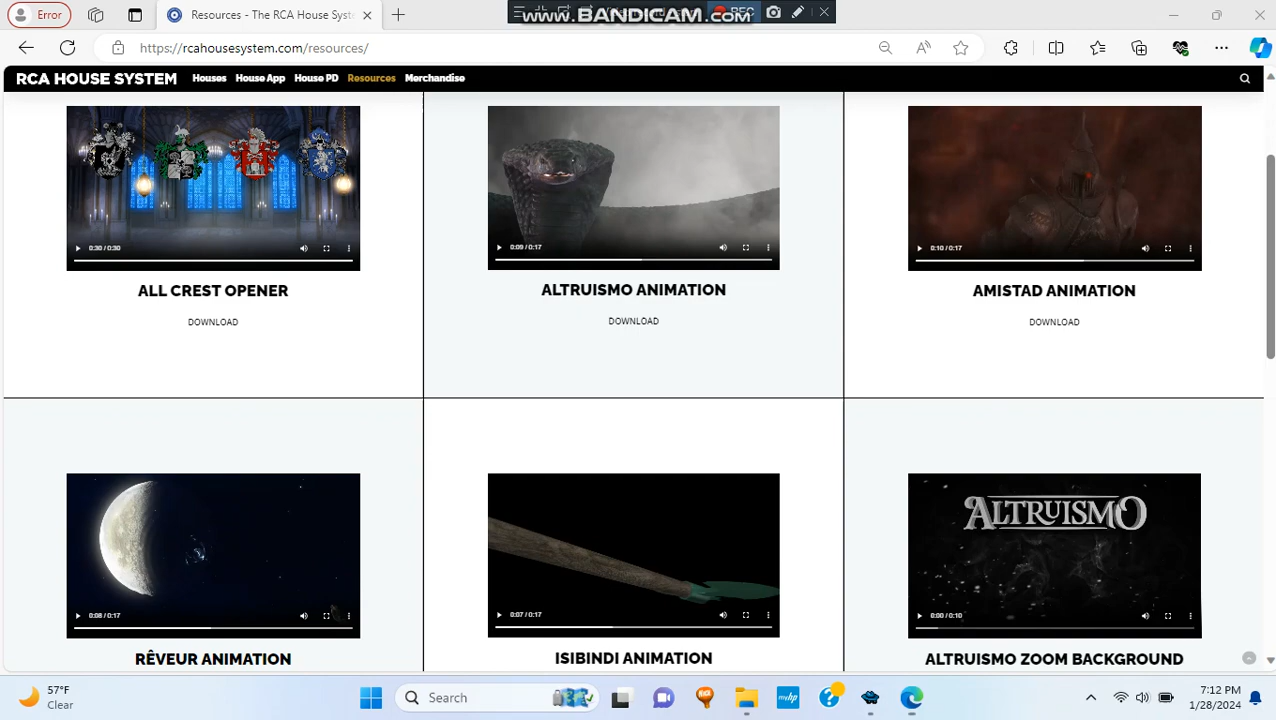 Error
Resources - The RCA House Syste
www.BANDICAM.com
REC
https://rcahousesystem.com/resources/
RCA HOUSE SYSTEM
Houses
House App
House PD
Resources
Merchandise
0:30 / 0:30
0:09 / 0:17
0:10 / 0:17
ALL CREST OPENER
ALTRUISMO ANIMATION
AMISTAD ANIMATION
DOWNLOAD
DOWNLOAD
DOWNLOAD
ALTRUISMO
0:08 / 0:17
0:07 / 0:17
0:00 / 0:10
RÊVEUR ANIMATION
ISIBINDI ANIMATION
ALTRUISMO ZOOM BACKGROUND
57°F
Clear
Search
myhp
7:12 PM
1/28/2024